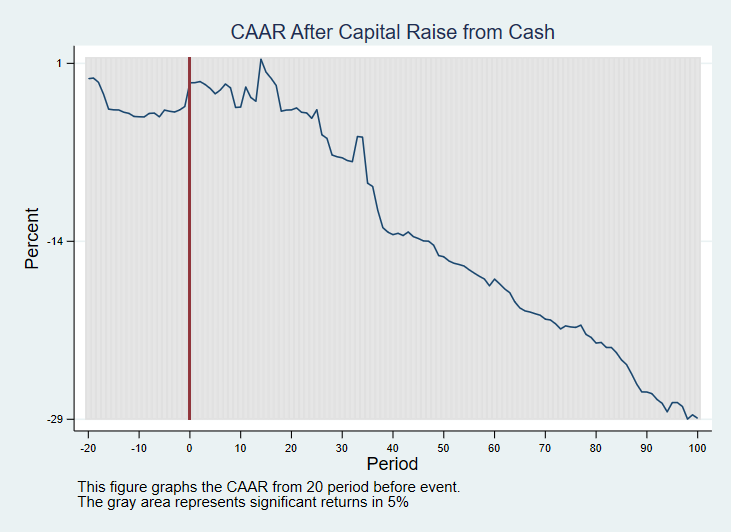 CAAR After Capital Raise from Cash
Percent
1
-14
-29
-20 -10 0 10 20 30 40 50 60 70 80 90 100
Period
This figure graphs the CAAR from 20 period before event.
The gray area represents significant returns in 5%